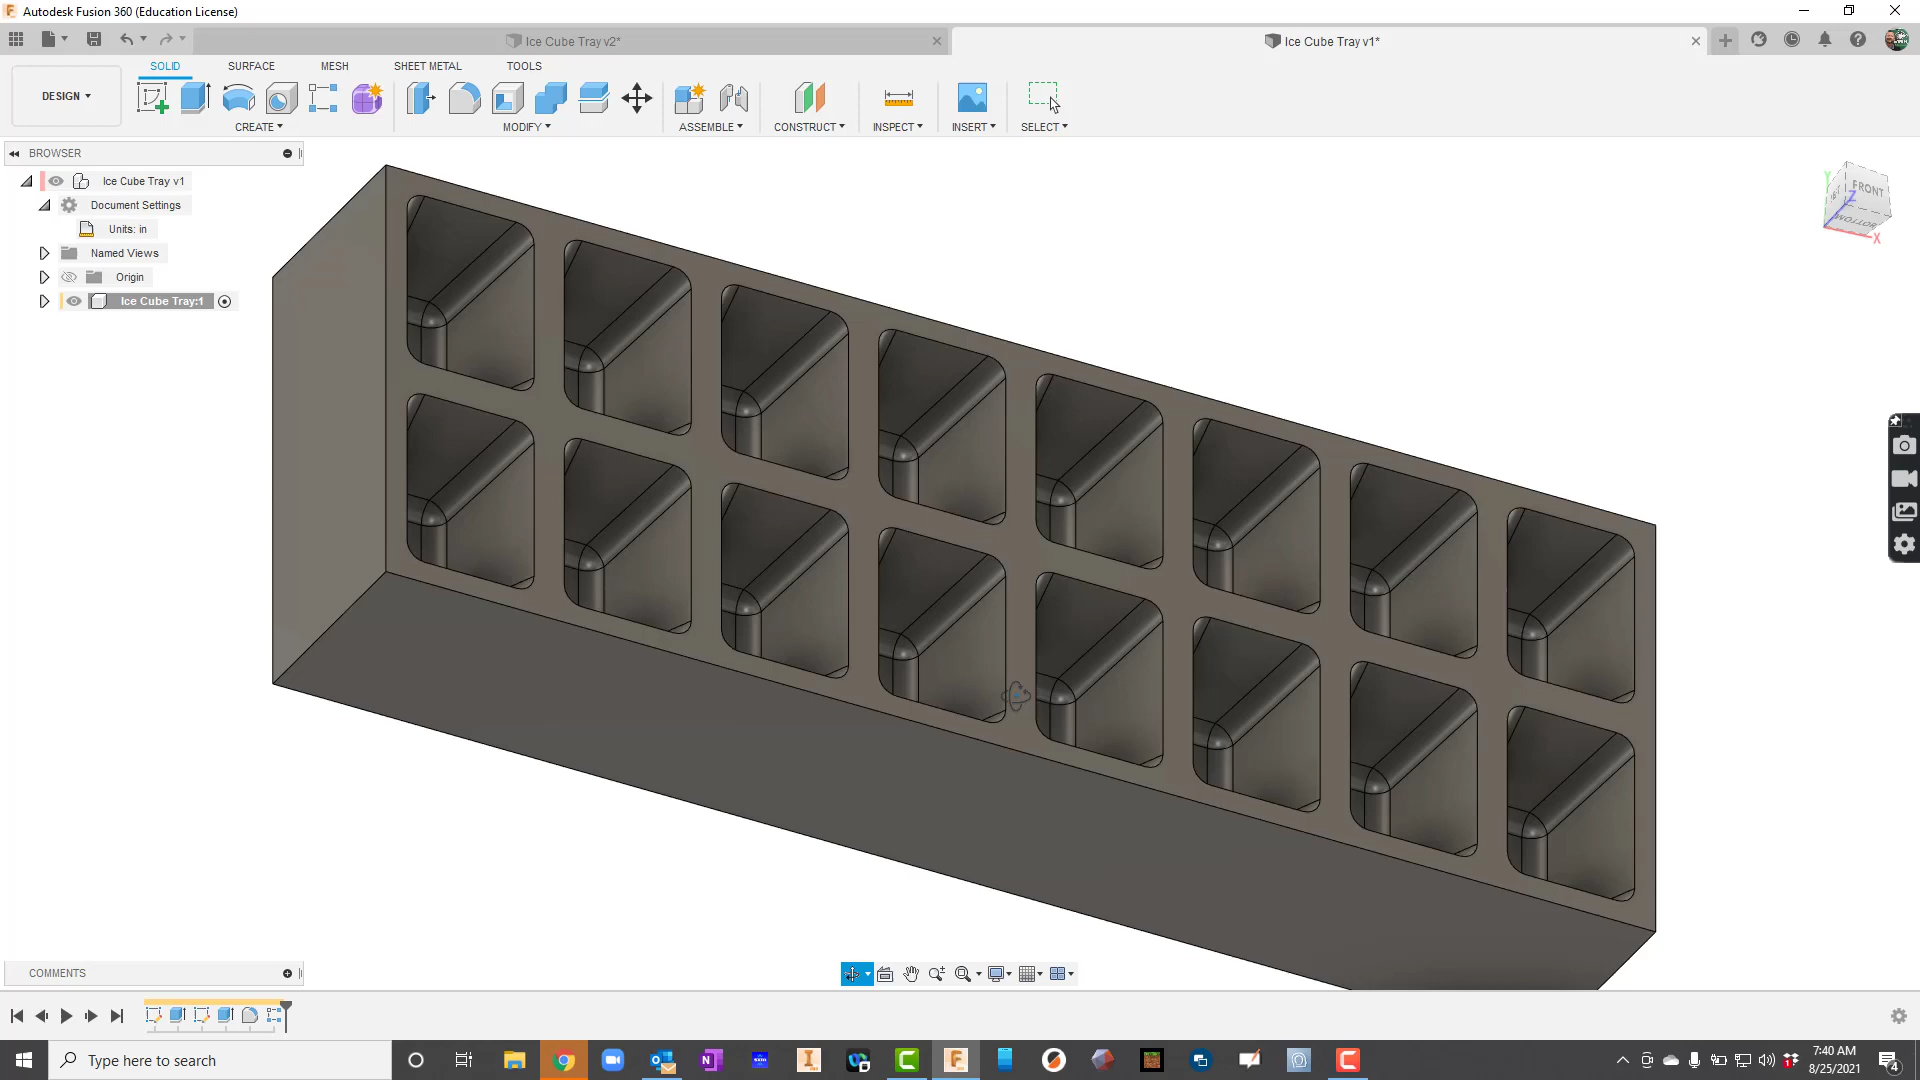 Autodesk Fusion 360 (Education License)
Ice Cube Tray v2*
Ice Cube Tray v1*
DESIGN
SOLID
SURFACE
MESH
SHEET METAL
TOOLS
CREATE
MODIFY
ASSEMBLE
CONSTRUCT
INSPECT
INSERT
SELECT
BROWSER
Ice Cube Tray v1
Document Settings
Units: in
Named Views
Origin
Ice Cube Tray:1
FRONT
BOTTOM
Y
Z
X
COMMENTS
Type here to search
7:40 AM
8/25/2021
4